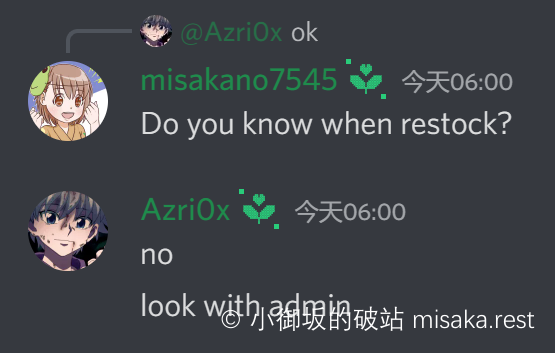 @Azri0x ok
misakano7545 今天06:00
Do you know when restock?
Azri0x 今天06:00
no
look with admin
© 小御坂的破站 misaka.rest